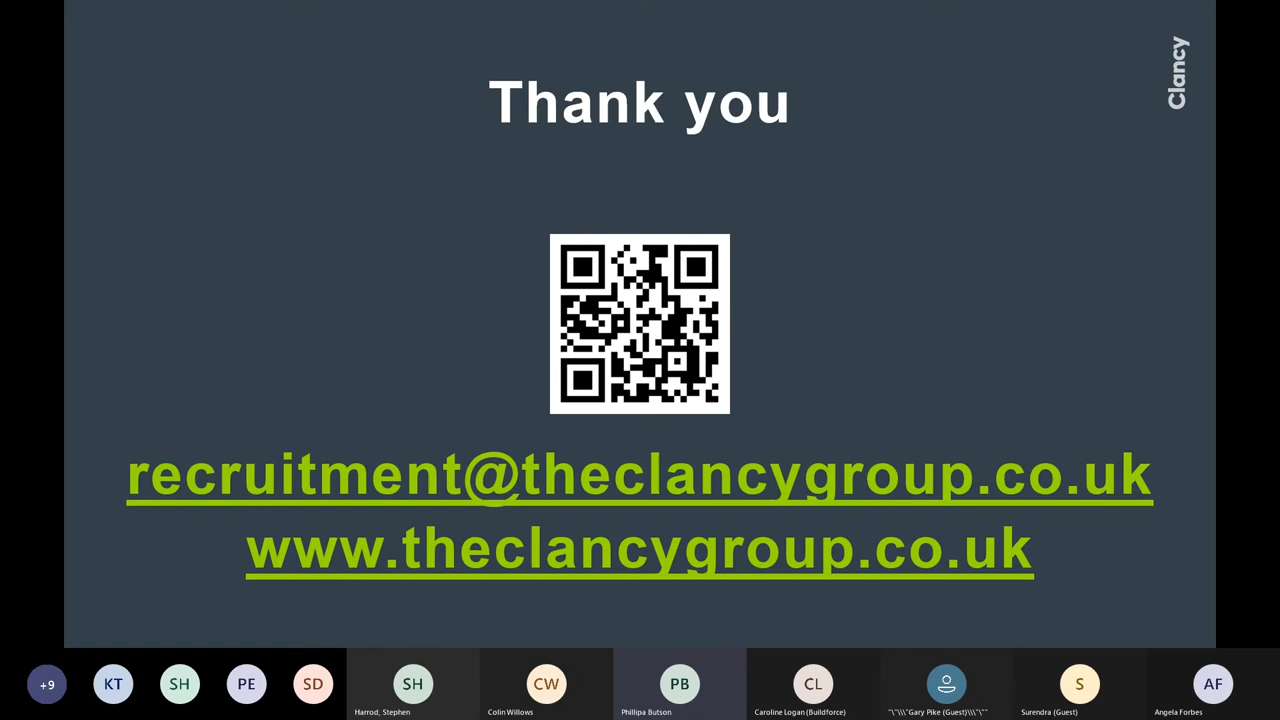 Clancy
Thank you
recruitment@theclancygroup.co.uk
www.theclancygroup.co.uk
+9
KT
SH
PE
SD
SH
CW
PB
CL
S
AF
Harrod, Stephen
Colin Willows
Phillipa Butson
Caroline Logan (Buildforce)
"\"\\\"Gary Pike (Guest)\\\"\""
Surendra (Guest)
Angela Forbes